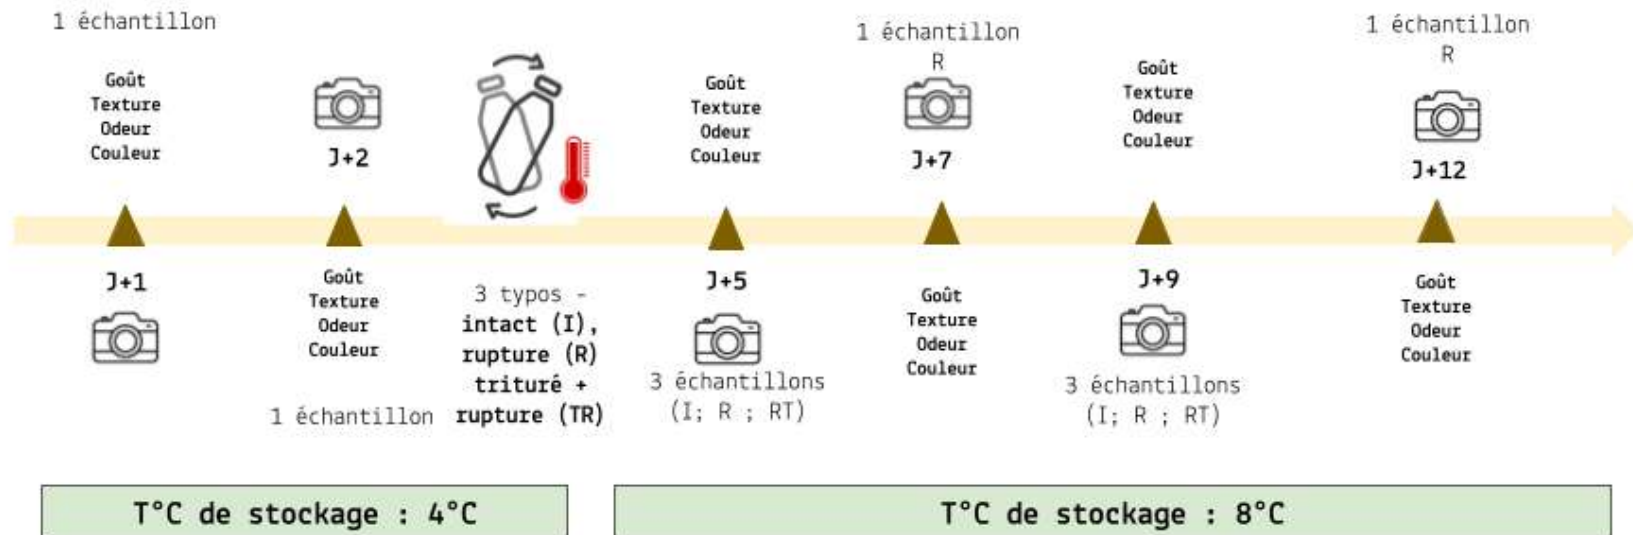 1 échantillon
Goût
Texture
Odeur
Couleur
J+1
J+2
Goût
Texture
Odeur
Couleur
1 échantillon
3 typos -
intact (I),
rupture (R)
trituré +
rupture (TR)
Goût
Texture
Odeur
Couleur
J+5
3 échantillons
(I; R ; RT)
1 échantillon
R
J+7
Goût
Texture
Odeur
Couleur
Goût
Texture
Odeur
Couleur
J+9
3 échantillons
(I; R ; RT)
1 échantillon
R
J+12
Goût
Texture
Odeur
Couleur
T°C de stockage : 4°C
T°C de stockage : 8°C